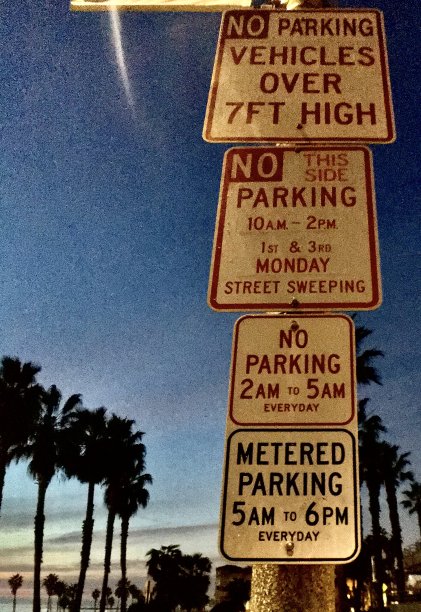 NO PARKING
VEHICLES
OVER
7FT HIGH
NO THIS SIDE
PARKING
10A.M. - 2P.M.
1ST & 3RD
MONDAY
STREET SWEEPING
NO
PARKING
2AM TO 5AM
EVERYDAY
METERED
PARKING
5AM TO 6PM
EVERYDAY